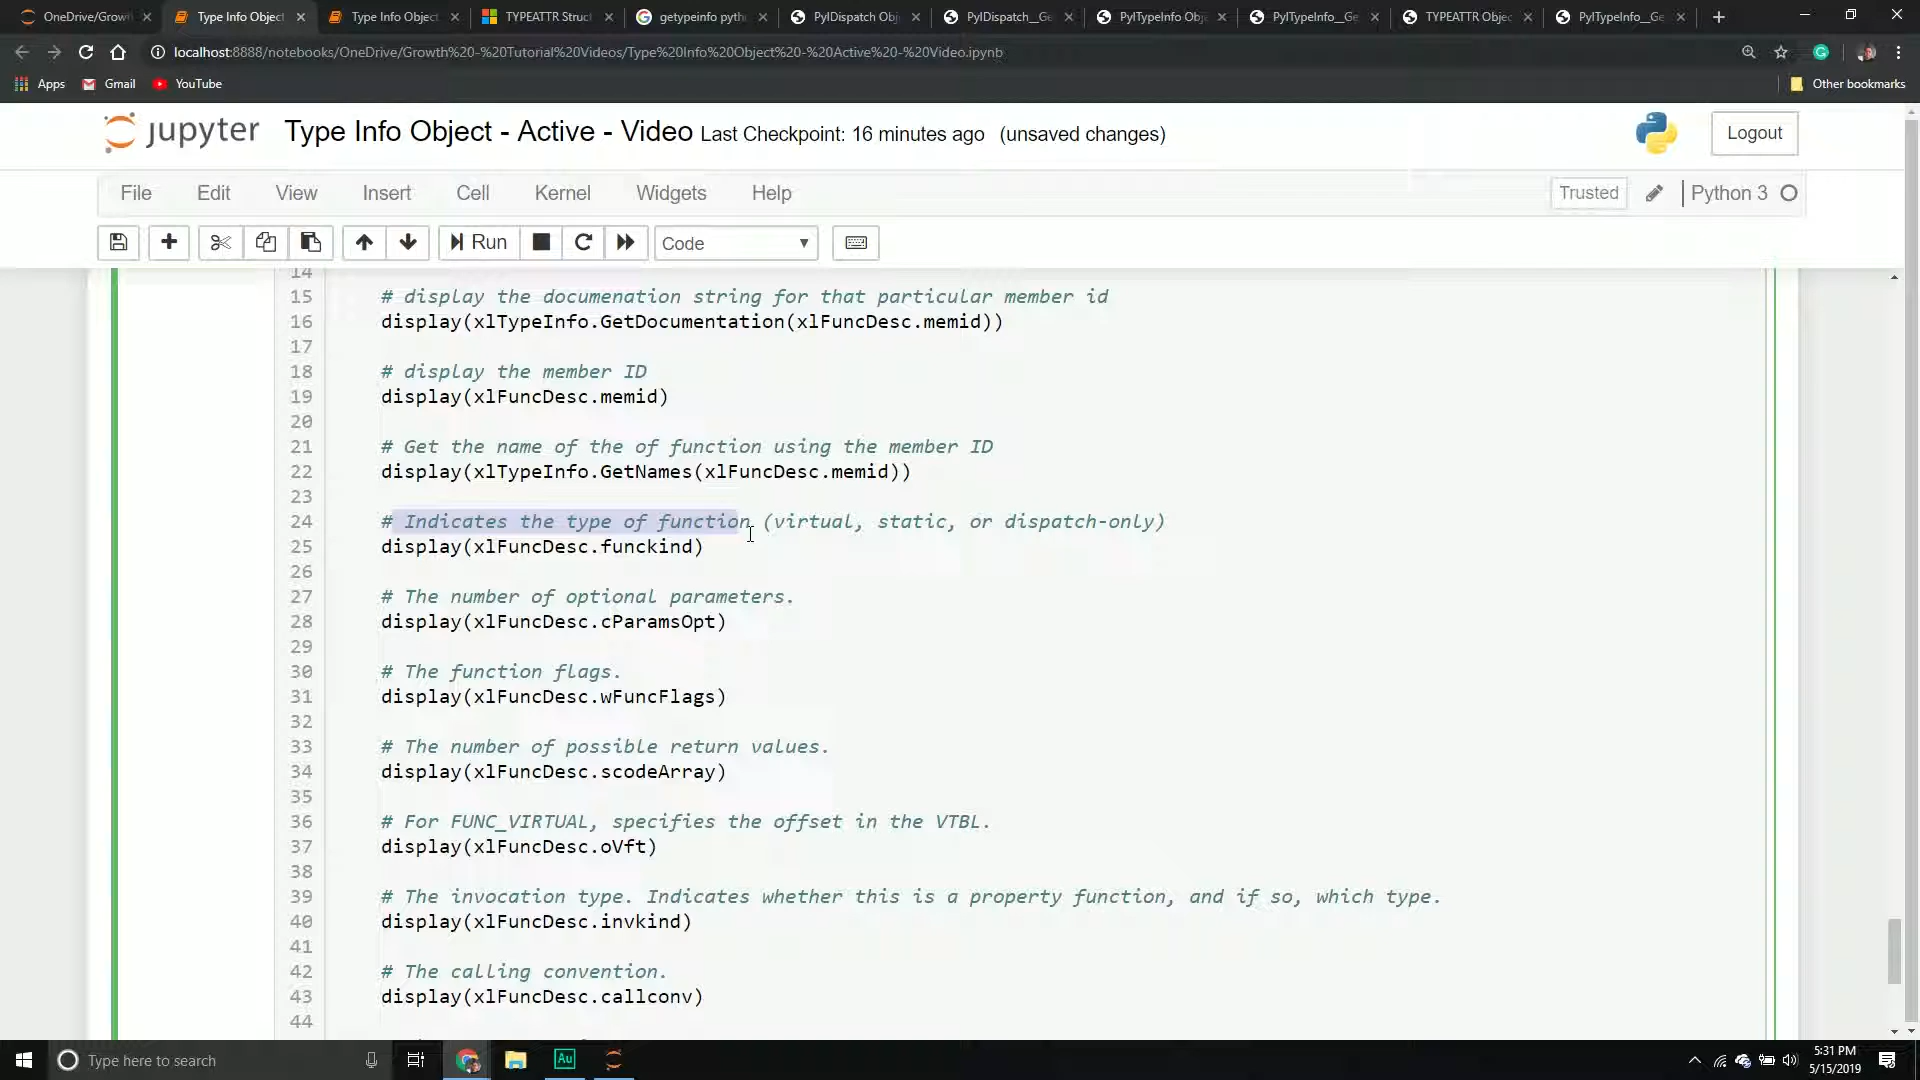 OneDrive/Growt
Type Info Object
Type Info Object
TYPEATTR Struct
getypeinfo pytho
PyIDispatch Obj
PyIDispatch__Ge
PyITypeInfo Obj
PyITypeInfo__Ge
TYPEATTR Objec
PyITypeInfo__Ge
localhost:8888/notebooks/OneDrive/Growth%20-%20Tutorial%20Videos/Type%20Info%20Object%20-%20Active%20-%20Video.ipynb
Apps Gmail YouTube Other bookmarks
jupyter Type Info Object - Active - Video Last Checkpoint: 16 minutes ago (unsaved changes) Logout
File Edit View Insert Cell Kernel Widgets Help Trusted Python 3
Run Code
14
15 # display the documenation string for that particular member id
16 display(xlTypeInfo.GetDocumentation(xlFuncDesc.memid))
17
18 # display the member ID
19 display(xlFuncDesc.memid)
20
21 # Get the name of the of function using the member ID
22 display(xlTypeInfo.GetNames(xlFuncDesc.memid))
23
24 # Indicates the type of function (virtual, static, or dispatch-only)
25 display(xlFuncDesc.funckind)
26
27 # The number of optional parameters.
28 display(xlFuncDesc.cParamsOpt)
29
30 # The function flags.
31 display(xlFuncDesc.wFuncFlags)
32
33 # The number of possible return values.
34 display(xlFuncDesc.scodeArray)
35
36 # For FUNC_VIRTUAL, specifies the offset in the VTBL.
37 display(xlFuncDesc.oVft)
38
39 # The invocation type. Indicates whether this is a property function, and if so, which type.
40 display(xlFuncDesc.invkind)
41
42 # The calling convention.
43 display(xlFuncDesc.callconv)
44
Type here to search
Au
5:31 PM
5/15/2019